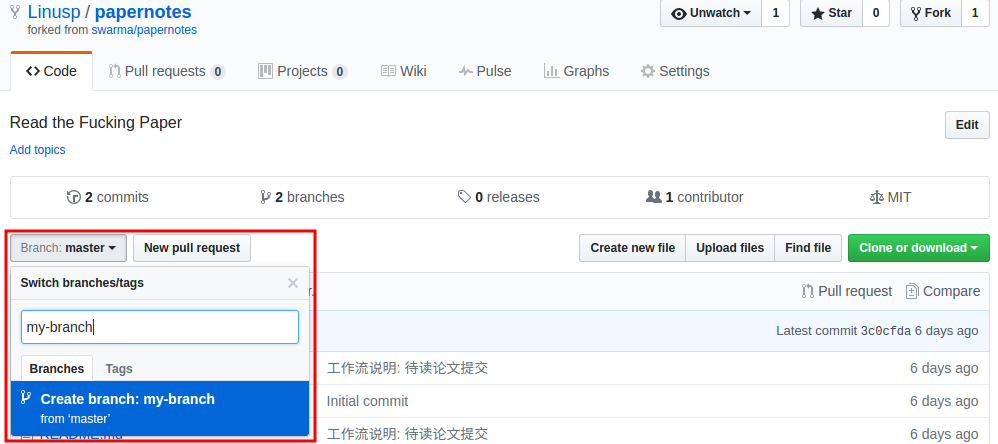 Linusp / papernotes
forked from swarma/papernotes
Unwatch 1 Star 0 Fork 1
Code Pull requests 0 Projects 0 Wiki Pulse Graphs Settings
Read the Fucking Paper
Edit
Add topics
2 commits 2 branches 0 releases 1 contributor MIT
Branch: master New pull request Create new file Upload files Find file Clone or download
Switch branches/tags
Pull request Compare
my-branch
Latest commit 3c0cfda 6 days ago
Branches Tags
工作流说明: 待读论文提交 6 days ago
Create branch: my-branch
from ‘master’
Initial commit 6 days ago
README.md 工作流说明: 待读论文提交 6 days ago